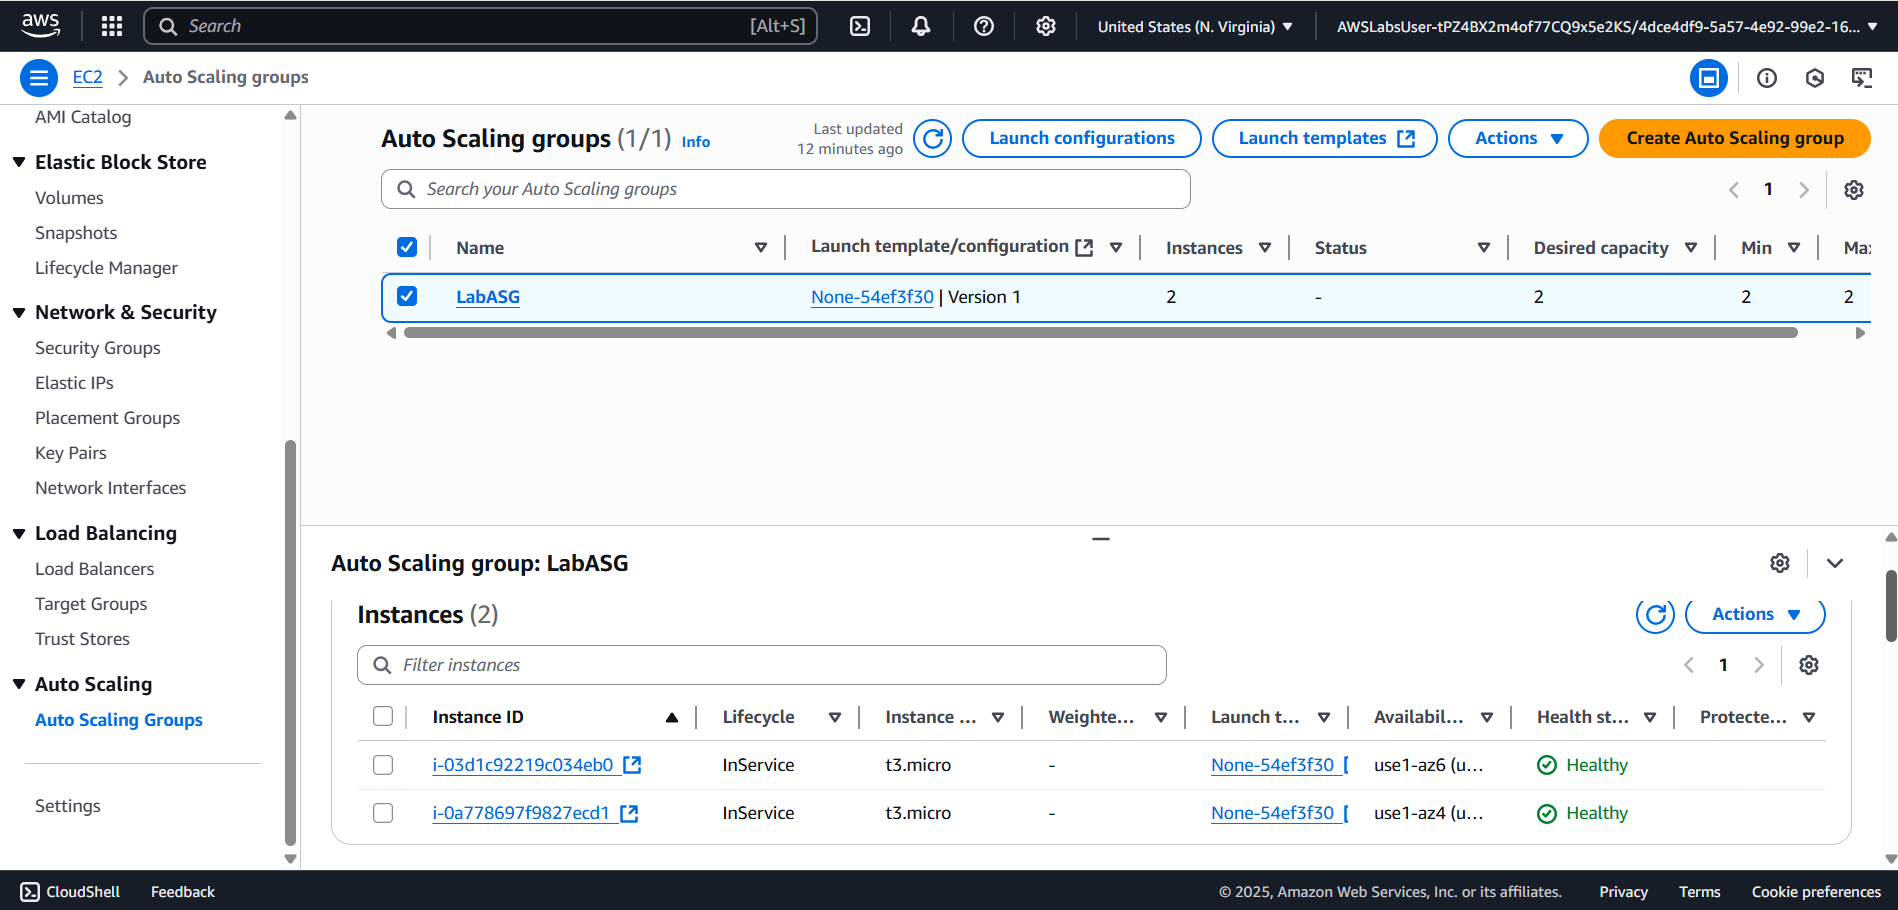 aws
Search [Alt+S] United States (N. Virginia) AWSLabsUser-tPZ4BX2m4of77CQ9x5e2KS/4dce4df9-5a57-4e92-99e2-16...
EC2 Auto Scaling groups
AMI Catalog
Elastic Block Store
Volumes
Snapshots
Lifecycle Manager
Network & Security
Security Groups
Elastic IPs
Placement Groups
Key Pairs
Network Interfaces
Load Balancing
Load Balancers
Target Groups
Trust Stores
Auto Scaling
Auto Scaling Groups
Settings
Auto Scaling groups (1/1) Info
Last updated
12 minutes ago
Launch configurations Launch templates Actions Create Auto Scaling group
Search your Auto Scaling groups
1
Name Launch template/configuration Instances Status Desired capacity Min Ma
LabASG None-54ef3f30 | Version 1 2 - 2 2 2
Auto Scaling group: LabASG
Instances (2) Actions
Filter instances
1
Instance ID Lifecycle Instance ... Weighte... Launch t... Availabil... Health st... Protecte...
i-03d1c92219c034eb0 InService t3.micro - None-54ef3f30 use1-az6 (u... Healthy
i-0a778697f9827ecd1 InService t3.micro - None-54ef3f30 use1-az4 (u... Healthy
CloudShell Feedback © 2025, Amazon Web Services, Inc. or its affiliates. Privacy Terms Cookie preferences